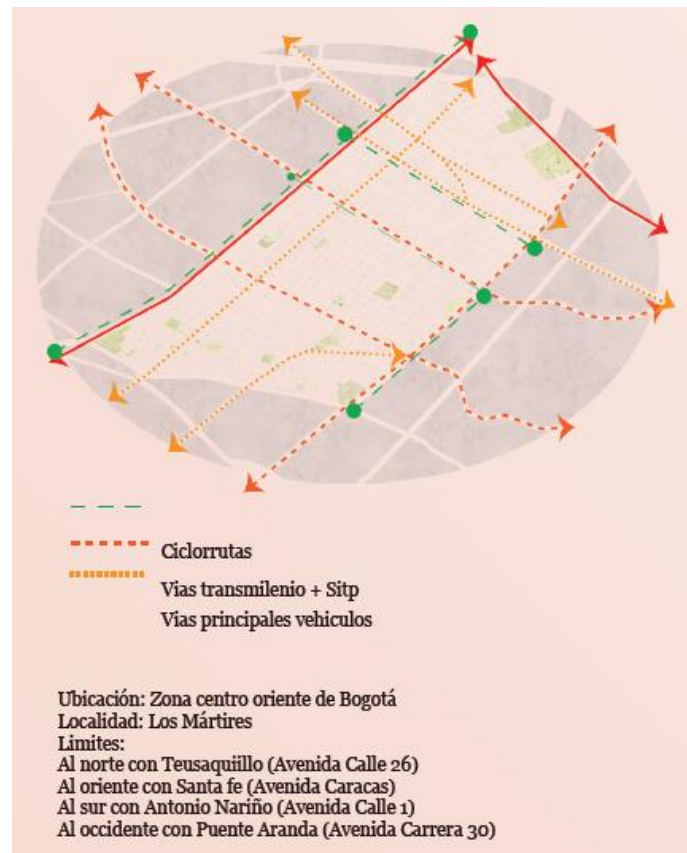 Ciclorrutas
Vias transmilenio + Sitp
Vias principales vehiculos
Ubicación: Zona centro oriente de Bogotá
Localidad: Los Mártires
Limites:
Al norte con Teusaquiillo (Avenida Calle 26)
Al oriente con Santa fe (Avenida Caracas)
Al sur con Antonio Nariño (Avenida Calle 1)
Al occidente con Puente Aranda (Avenida Carrera 30)